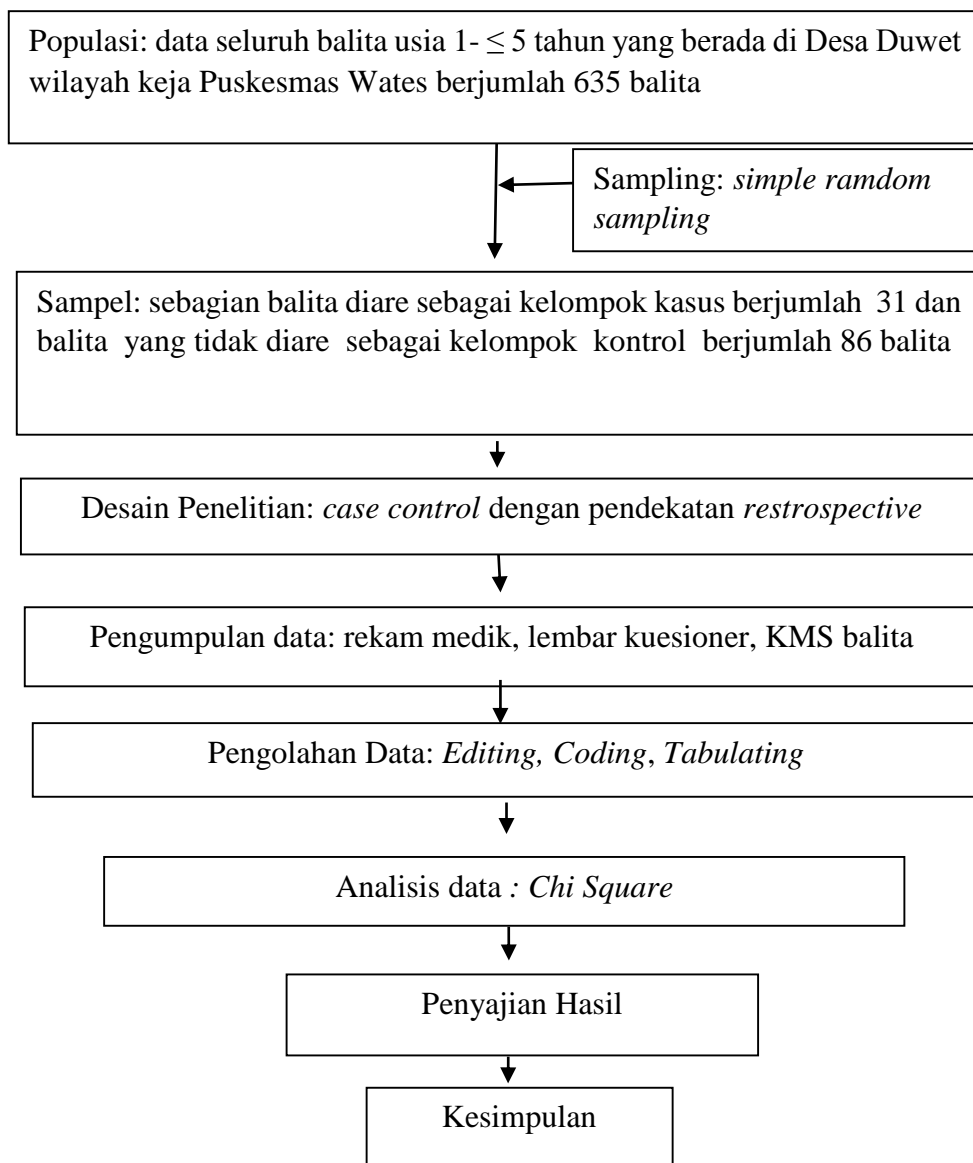 Populasi: data seluruh balita usia 1- ≤ 5 tahun yang berada di Desa Duwet
wilayah keja Puskesmas Wates berjumlah 635 balita
Sampling: simple ramdom
sampling
Sampel: sebagian balita diare sebagai kelompok kasus berjumlah 31 dan
balita yang tidak diare sebagai kelompok kontrol berjumlah 86 balita
Desain Penelitian: case control dengan pendekatan restrospective
Pengumpulan data: rekam medik, lembar kuesioner, KMS balita
Pengolahan Data: Editing, Coding, Tabulating
Analisis data : Chi Square
Penyajian Hasil
Kesimpulan